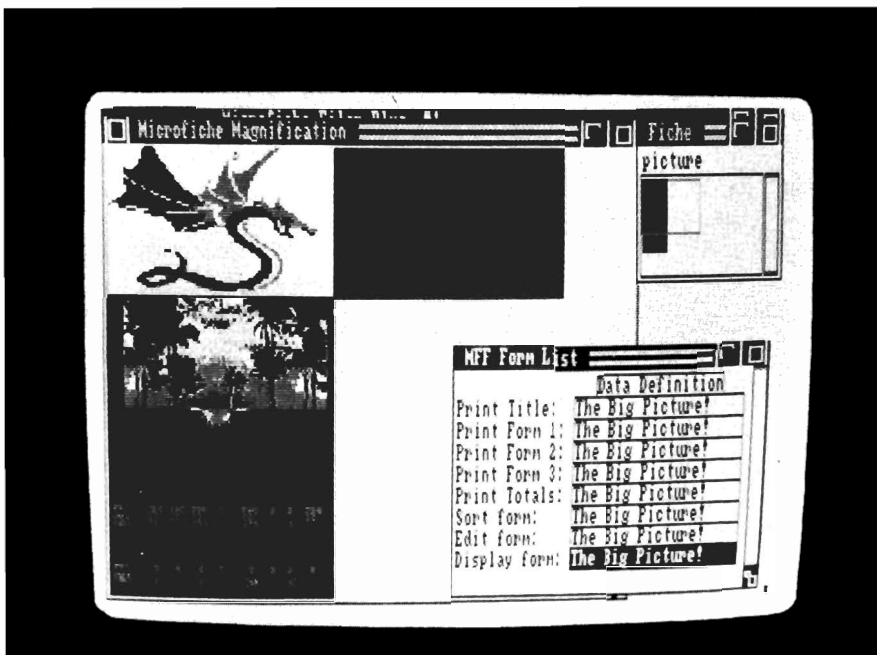 Microfiche Magnification
Fiche
picture
MFF Form List
Data Definition
Print Title: The Big Picture!
Print Form 1: The Big Picture!
Print Form 2: The Big Picture!
Print Form 3: The Big Picture!
Print Totals: The Big Picture!
Sort form: The Big Picture!
Edit form: The Big Picture!
Display form: The Big Picture!